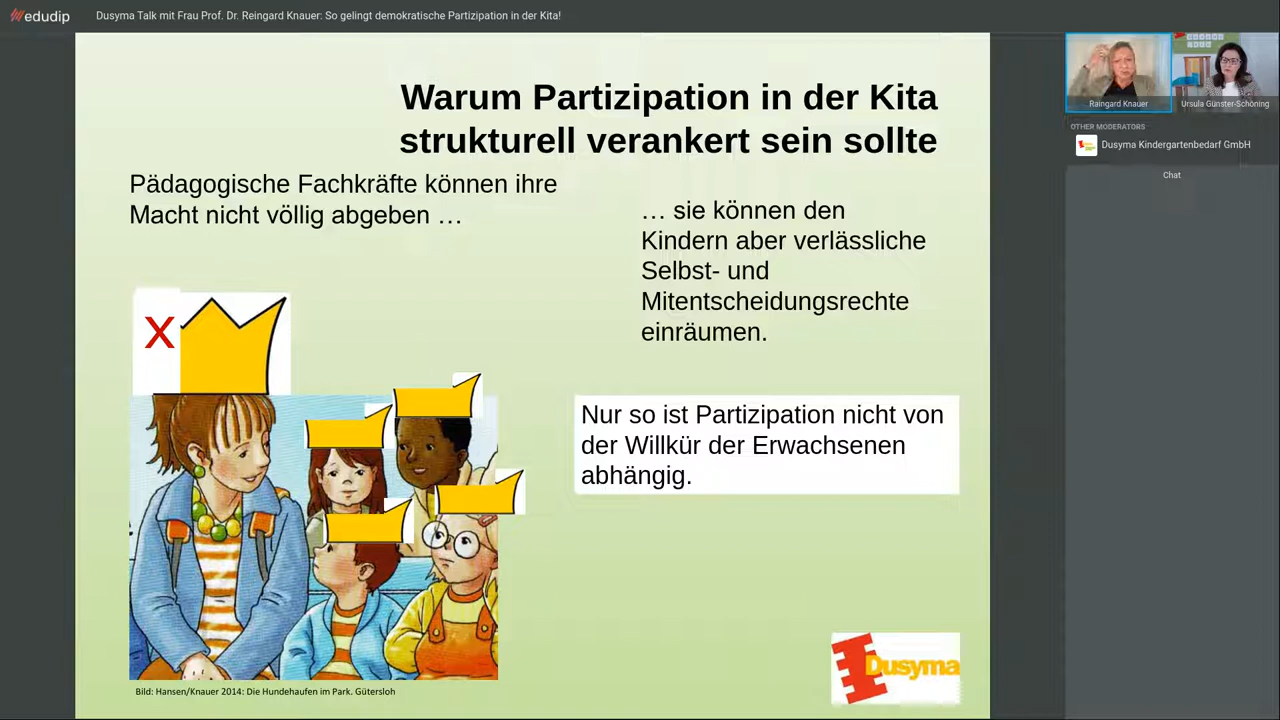 edudip
Dusyma Talk mit Frau Prof. Dr. Reingard Knauer: So gelingt demokratische Partizipation in der Kita!
Warum Partizipation in der Kita
strukturell verankert sein sollte
Pädagogische Fachkräfte können ihre
Macht nicht völlig abgeben …
… sie können den
Kindern aber verlässliche
Selbst- und
Mitentscheidungsrechte
einräumen.
x
Nur so ist Partizipation nicht von
der Willkür der Erwachsenen
abhängig.
Bild: Hansen/Knauer 2014: Die Hundehaufen im Park. Gütersloh
Dusyma
Raingard Knauer
Ursula Günster-Schöning
OTHER MODERATORS
Dusyma Kindergartenbedarf GmbH
Chat